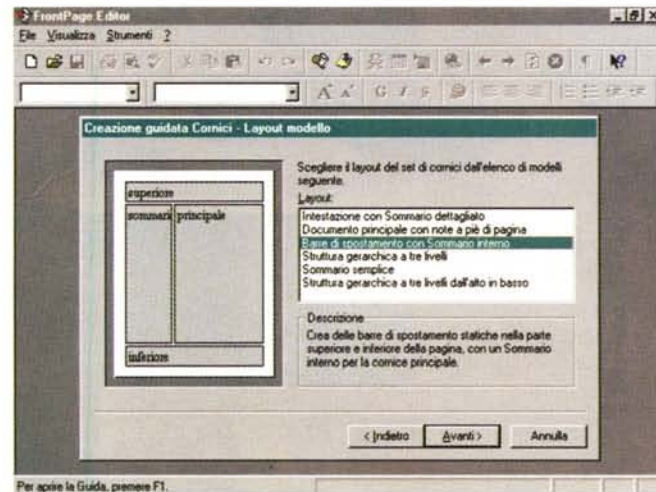 FrontPage Editor
File Visualizza Strumenti ?
A A G I S
Creazione guidata Cornici - Layout modello
superiore
sommari principale
inferiore
Scegliere il layout del set di cornici dall'elenco di modelli
seguente.
Layout:
Intestazione con Sommario dettagliato
Documento principale con note a piè di pagina
Barre di spostamento con Sommario interno
Struttura gerarchica a tre livelli
Sommario semplice
Struttura gerarchica a tre livelli dall'alto in basso
Descrizione
Crea delle barre di spostamento statiche nella parte
superiore e inferiore della pagina, con un Sommario
interno per la cornice principale.
< Indietro Avanti > Annulla
Per aprire la Guida, premere F1.